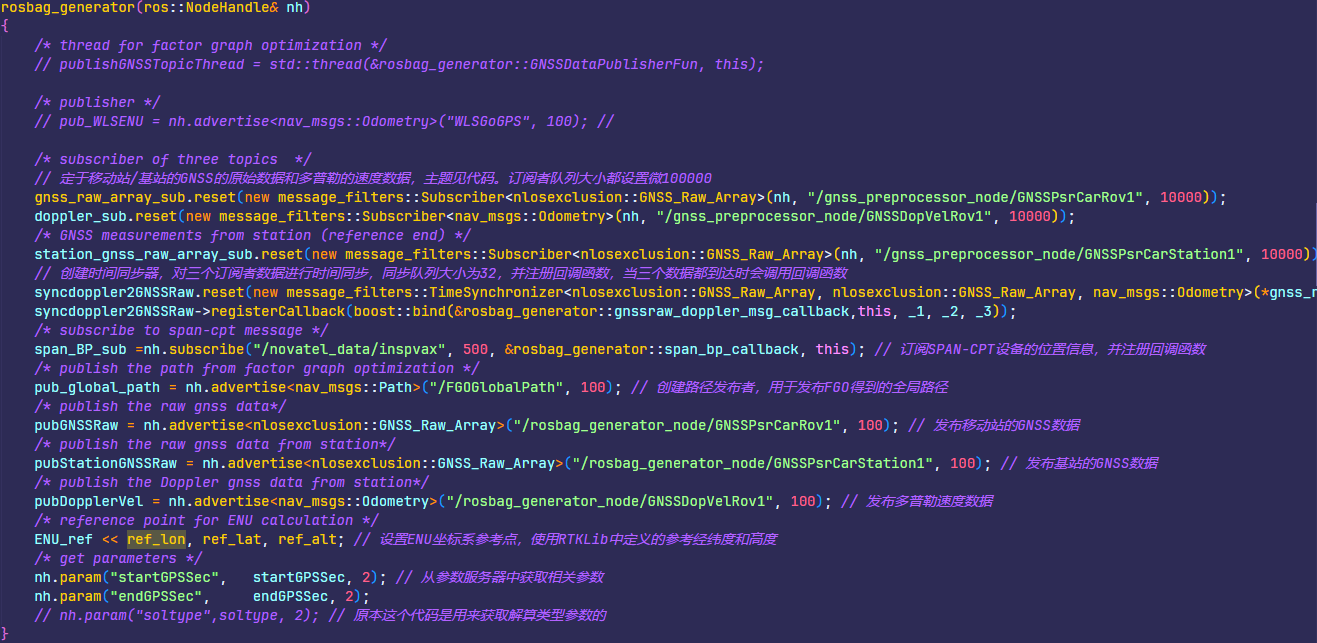 rosbag_generator(ros::NodeHandle& nh)
{
/* thread for factor graph optimization */
// publishGNSSTopicThread = std::thread(&rosbag_generator::GNSSDataPublisherFun, this);
/* publisher */
// pub_WLSENU = nh.advertise<nav_msgs::Odometry>("WLSGoGPS", 100); //
/* subscriber of three topics  */
// 定于移动站/基站的GNSS的原始数据和多普勒的速度数据，主题见代码。订阅者队列大小都设置微100000
gnss_raw_array_sub.reset(new message_filters::Subscriber<nlosexclusion::GNSS_Raw_Array>(nh, "/gnss_preprocessor_node/GNSSPsrCarRov1", 10000));
doppler_sub.reset(new message_filters::Subscriber<nav_msgs::Odometry>(nh, "/gnss_preprocessor_node/GNSSDopVelRov1", 10000));
/* GNSS measurements from station (reference end) */
station_gnss_raw_array_sub.reset(new message_filters::Subscriber<nlosexclusion::GNSS_Raw_Array>(nh, "/gnss_preprocessor_node/GNSSPsrCarStation1", 10000))
// 创建时间同步器，对三个订阅者数据进行时间同步，同步队列大小为32，并注册回调函数，当三个数据都到达时会调用回调函数
syncdoppler2GNSSRaw.reset(new message_filters::TimeSynchronizer<nlosexclusion::GNSS_Raw_Array, nlosexclusion::GNSS_Raw_Array, nav_msgs::Odometry>(*gnss_r
syncdoppler2GNSSRaw->registerCallback(boost::bind(&rosbag_generator::gnssraw_doppler_msg_callback,this, _1, _2, _3));
/* subscribe to span-cpt message */
span_BP_sub =nh.subscribe("/novatel_data/inspvax", 500, &rosbag_generator::span_bp_callback, this); // 订阅SPAN-CPT设备的位置信息，并注册回调函数
/* publish the path from factor graph optimization */
pub_global_path = nh.advertise<nav_msgs::Path>("/FGOGlobalPath", 100); // 创建路径发布者，用于发布FGO得到的全局路径
/* publish the raw gnss data*/
pubGNSSRaw = nh.advertise<nlosexclusion::GNSS_Raw_Array>("/rosbag_generator_node/GNSSPsrCarRov1", 100); // 发布移动站的GNSS数据
/* publish the raw gnss data from station*/
pubStationGNSSRaw = nh.advertise<nlosexclusion::GNSS_Raw_Array>("/rosbag_generator_node/GNSSPsrCarStation1", 100); // 发布基站的GNSS数据
/* publish the Doppler gnss data from station*/
pubDopplerVel = nh.advertise<nav_msgs::Odometry>("/rosbag_generator_node/GNSSDopVelRov1", 100); // 发布多普勒速度数据
/* reference point for ENU calculation */
ENU_ref << ref_lon, ref_lat, ref_alt; // 设置ENU坐标系参考点，使用RTKLib中定义的参考经纬度和高度
/* get parameters */
nh.param("startGPSSec",   startGPSSec, 2); // 从参数服务器中获取相关参数
nh.param("endGPSSec",     endGPSSec, 2);
// nh.param("soltype",soltype, 2); // 原本这个代码是用来获取解算类型参数的
}